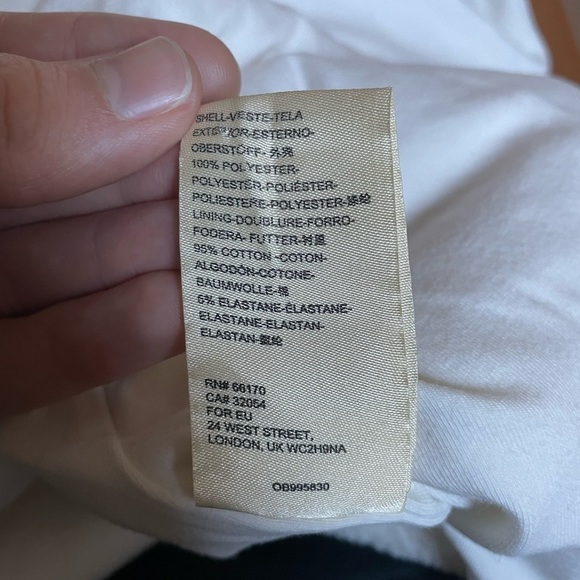 SHELL-VESTE-TELA
EXTERIOR-ESTERNO-
OBERSTOFF- 外壳
100% POLYESTER-
POLYESTER-POLIÉSTER-
POLIESTERE-POLYESTER-涤纶
LINING-DOUBLURE-FORRO-
FODERA- FUTTER-衬里
95% COTTON -COTON-
ALGODÓN-COTONE-
BAUMWOLLE-棉
5% ELASTANE-ÉLASTANE-
ELASTANE-ELASTAN-
ELASTAN-氨纶
RN# 66170
CA# 32054
FOR EU
24 WEST STREET,
LONDON, UK WC2H9NA
OB995830